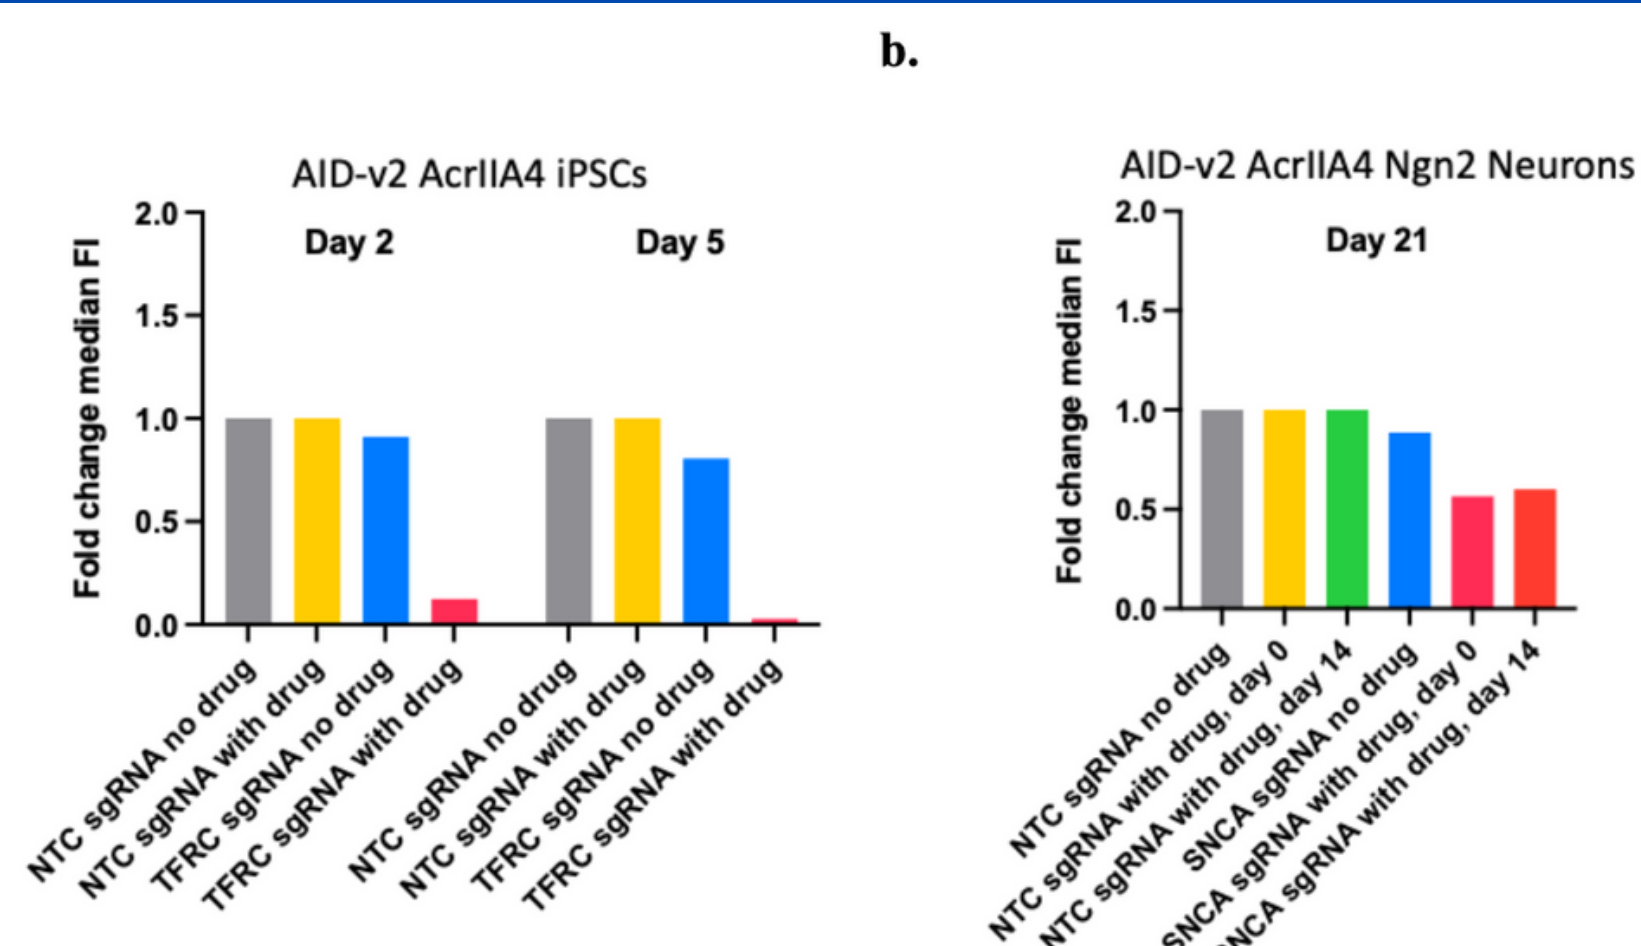 b.
AID-v2 AcrIIA4 iPSCs
Day 2
Day 5
Fold change median FI
2.0
1.5
1.0
0.5
0.0
NTC sgRNA no drug
NTC sgRNA with drug
TFRC sgRNA no drug
TFRC sgRNA with drug
NTC sgRNA no drug
NTC sgRNA with drug
TFRC sgRNA no drug
TFRC sgRNA with drug
AID-v2 AcrIIA4 Ngn2 Neurons
Day 21
Fold change median FI
2.0
1.5
1.0
0.5
0.0
NTC sgRNA no drug
NTC sgRNA with drug, day 0
NTC sgRNA with drug, day 14
SNCA sgRNA no drug
SNCA sgRNA with drug, day 0
SNCA sgRNA with drug, day 14